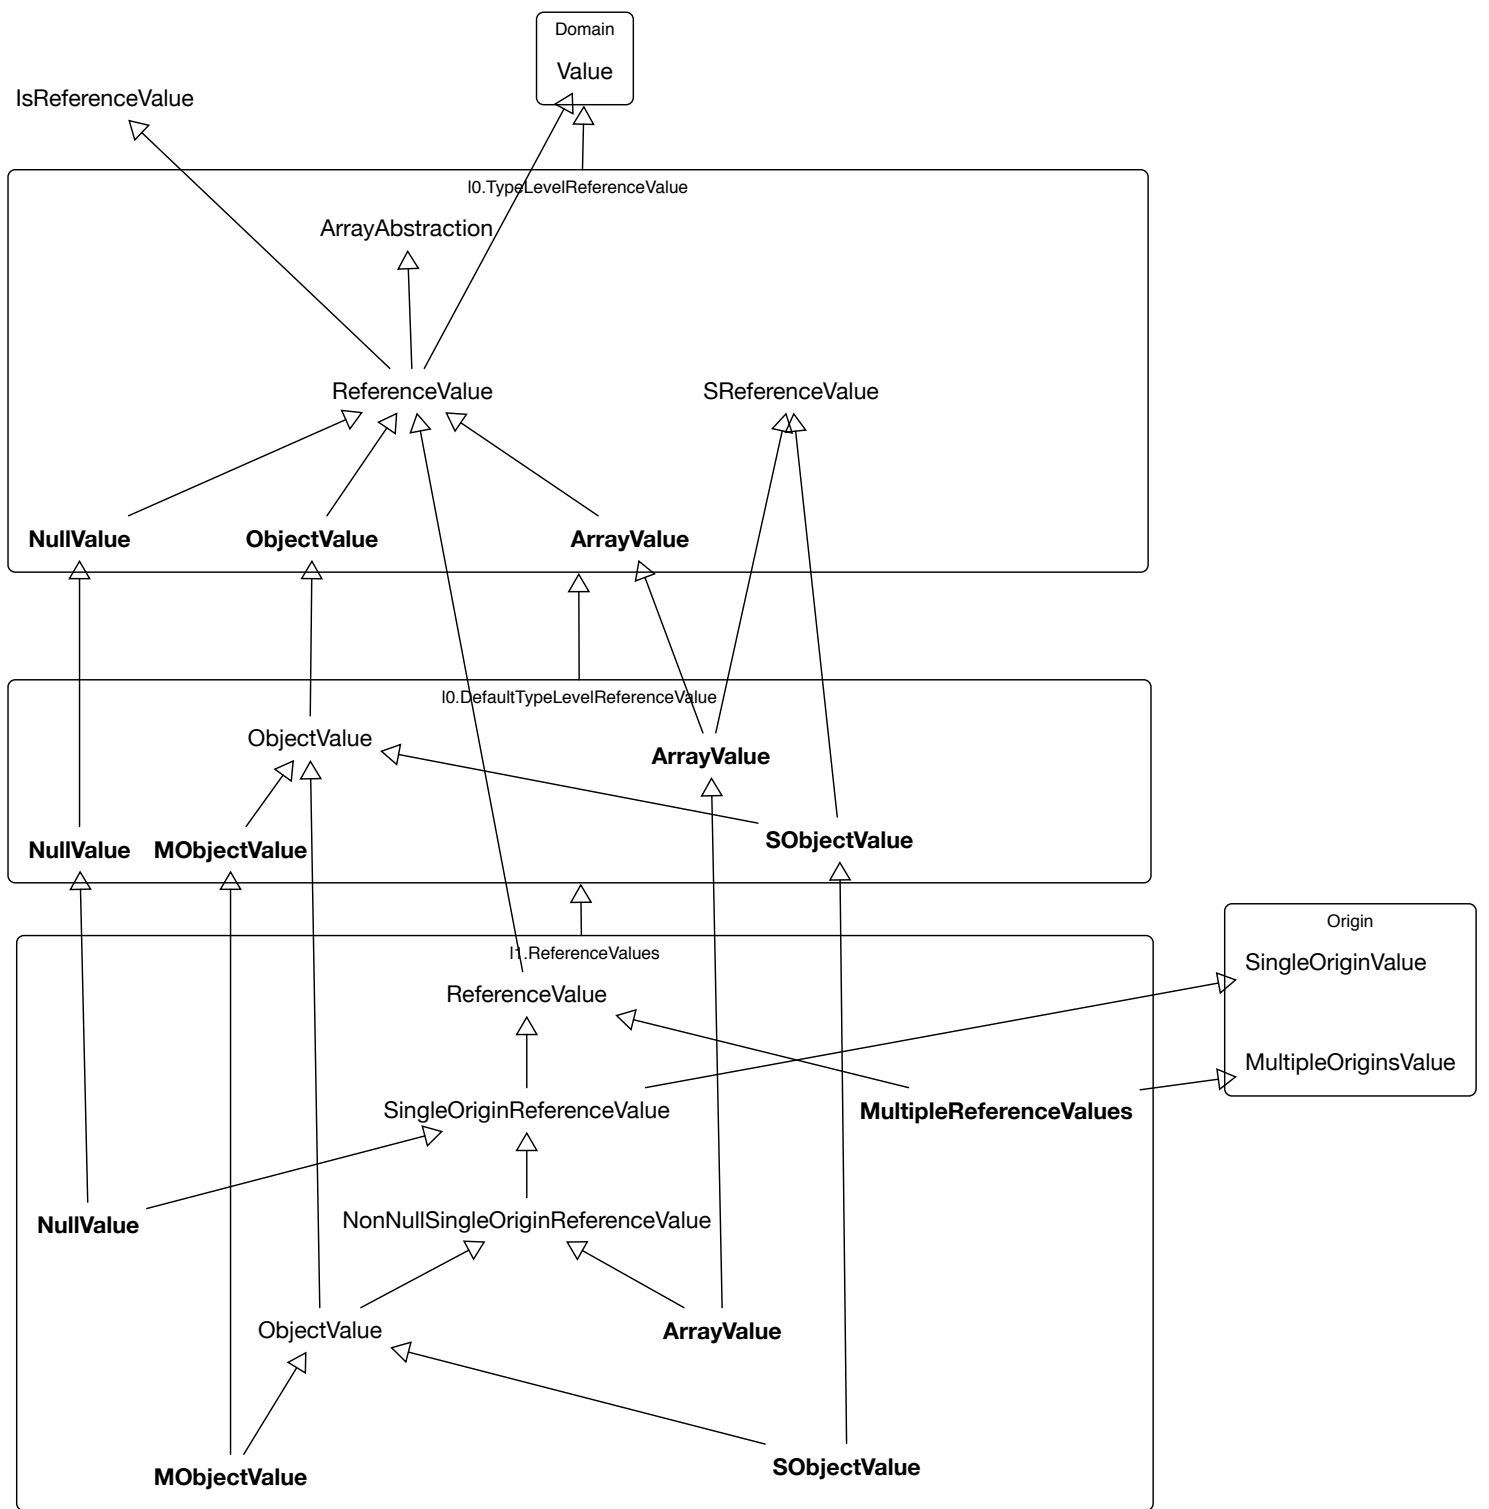 Domain
Value
IsReferenceValue
l0.TypeLevelReferenceValue
ArrayAbstraction
ReferenceValue
SReferenceValue
NullValue
ObjectValue
ArrayValue
l0.DefaultTypeLevelReferenceValue
ObjectValue
ArrayValue
SObjectValue
NullValue
MObjectValue
Origin
l1.ReferenceValues
SingleOriginValue
ReferenceValue
MultipleOriginsValue
SingleOriginReferenceValue
MultipleReferenceValues
NullValue
NonNullSingleOriginReferenceValue
ObjectValue
ArrayValue
MObjectValue
SObjectValue